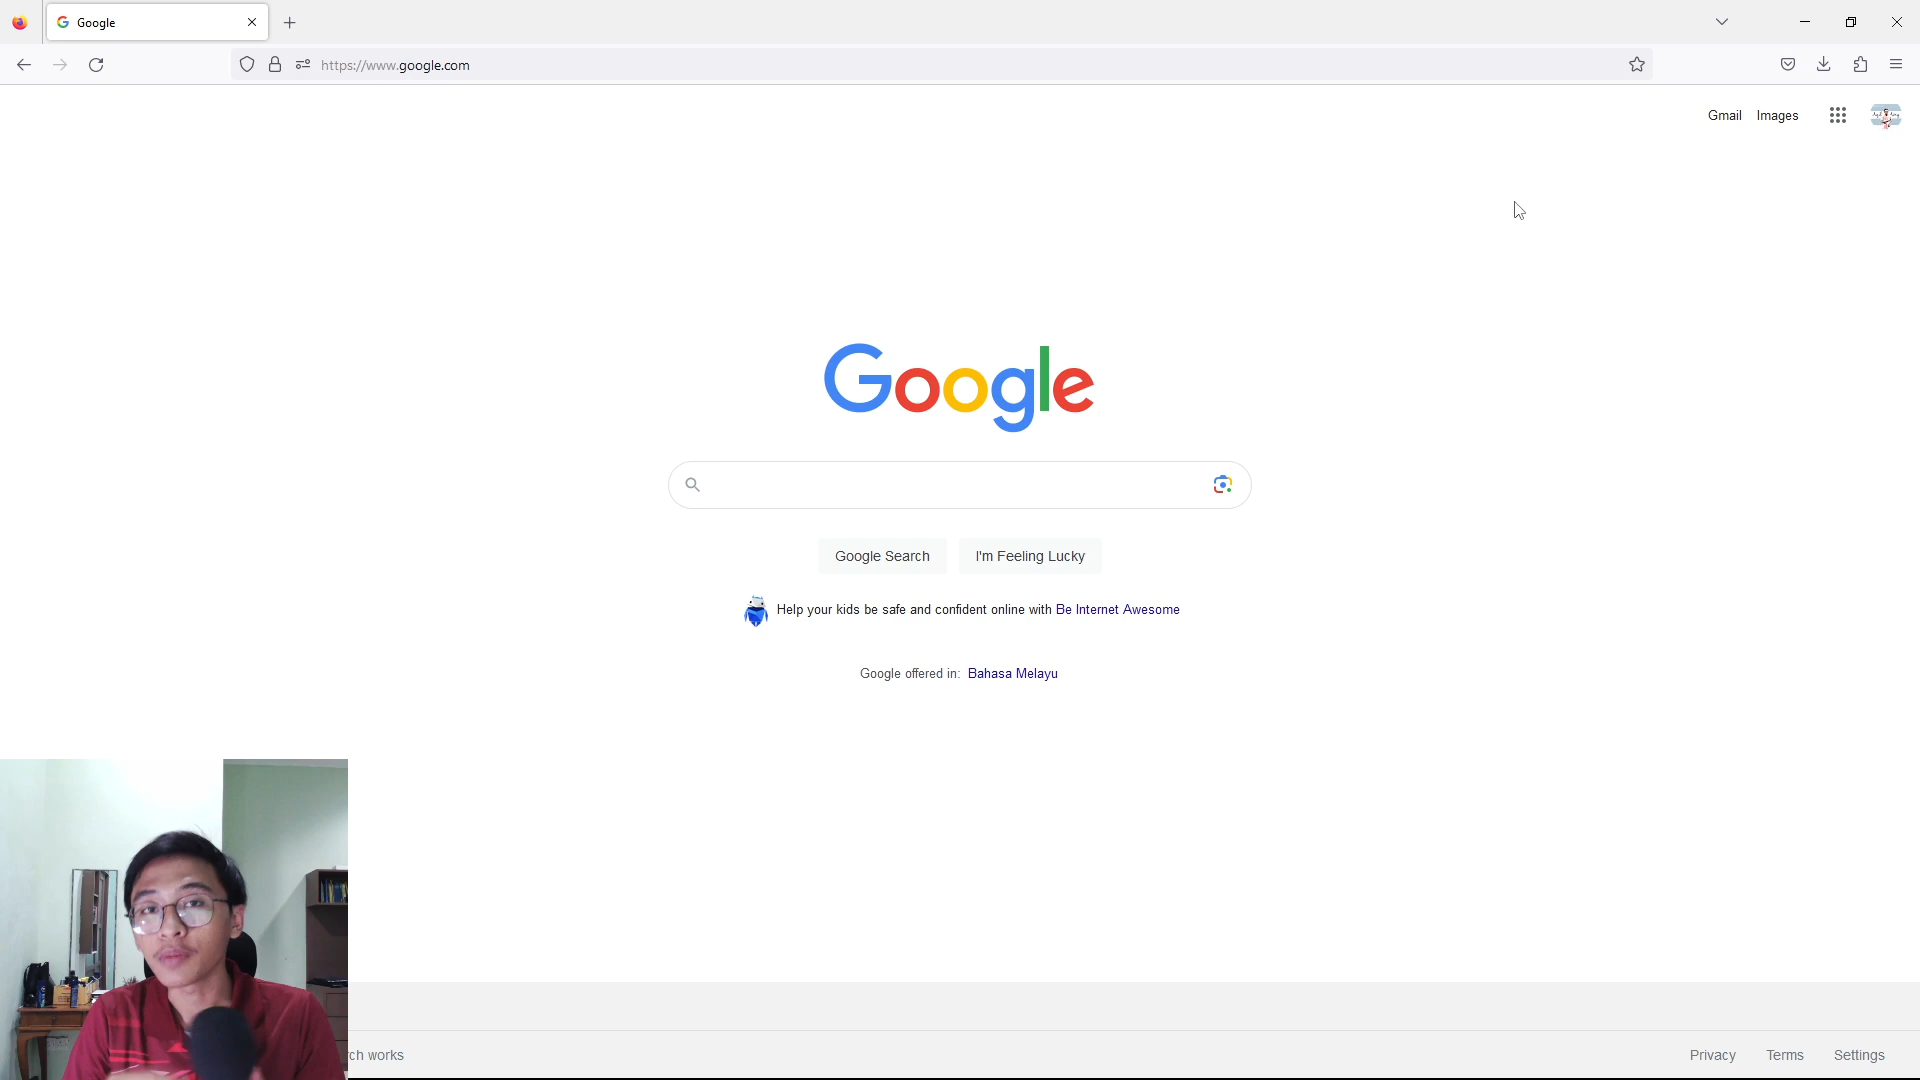 Google
https://www.google.com
Gmail Images
Google
Google Search I'm Feeling Lucky
Help your kids be safe and confident online with Be Internet Awesome
Google offered in: Bahasa Melayu
works
Privacy Terms Settings